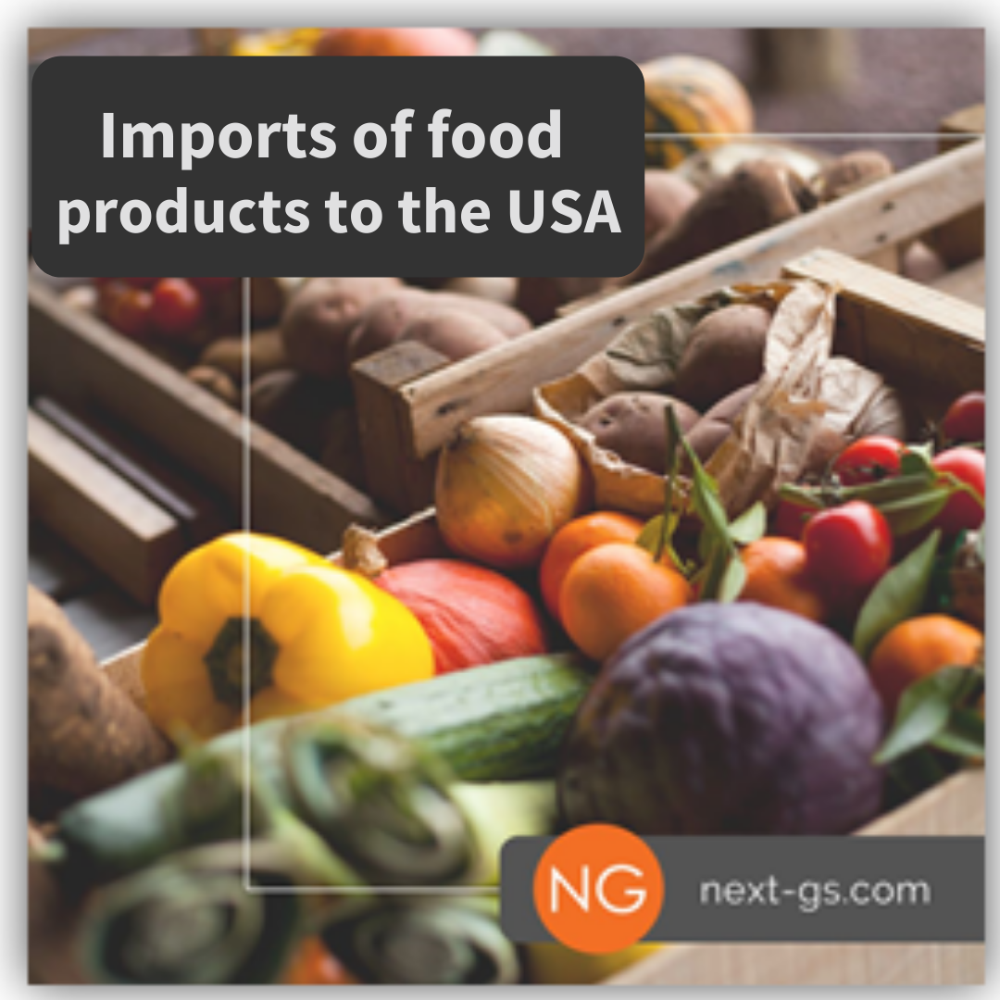 Imports of food
products to the USA
NG
next-gs.com